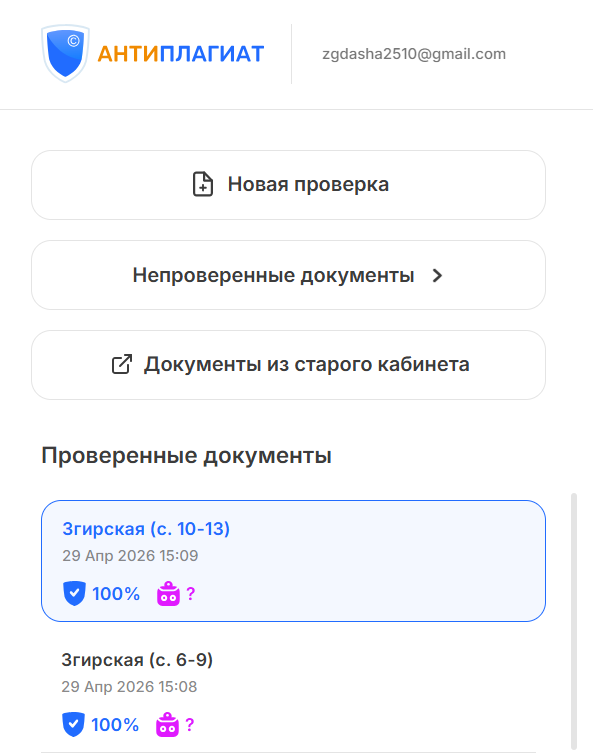 © АНТИПЛАГИАТ
zgdasha2510@gmail.com
Новая проверка
Непроверенные документы
Документы из старого кабинета
Проверенные документы
Згирская (с. 10-13)
29 Апр 2026 15:09
100% ?
Згирская (с. 6-9)
29 Апр 2026 15:08
100% ?